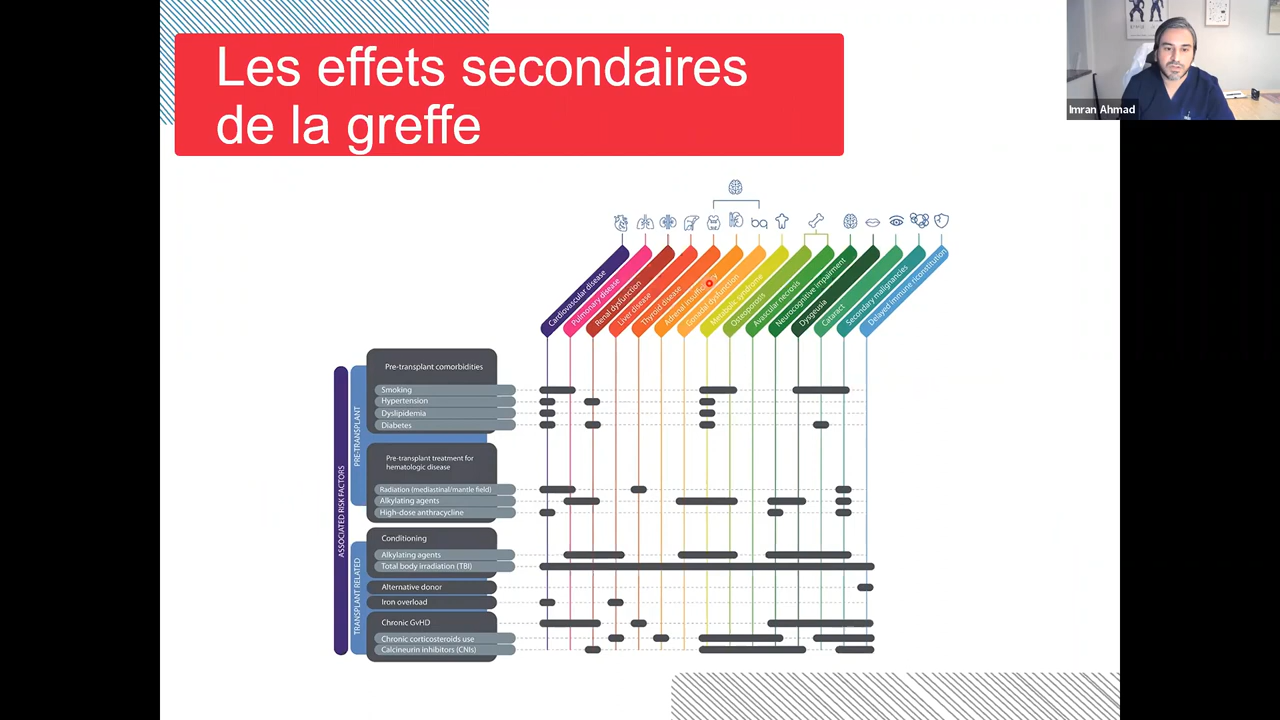 Les effets secondaires
de la greffe
Imran Ahmad
Cardiovascular disease
Pulmonary disease
Renal dysfunction
Liver disease
Thyroid disease
Adrenal insufficiency
Gonadal dysfunction
Metabolic syndrome
Osteoporosis
Avascular necrosis
Neurocognitive impairment
Dysgeusia
Cataract
Secondary malignancies
Delayed immune riconstitution
ASSOCIATED RISK FACTORS
PRE-TRANSPLANT
Pre-transplant comorbidities
Smoking
Hypertension
Dyslipidemia
Diabetes
Pre-transplant treatment for
hematologic disease
Radiation (mediastinal/mantle field)
Alkylating agents
High-dose anthracycline
TRANSPLANT RELATED
Conditioning
Alkylating agents
Total body irradiation (TBI)
Alternative donor
Iron overload
Chronic GvHD
Chronic corticosteroids use
Calcineurin inhibitors (CNIs)